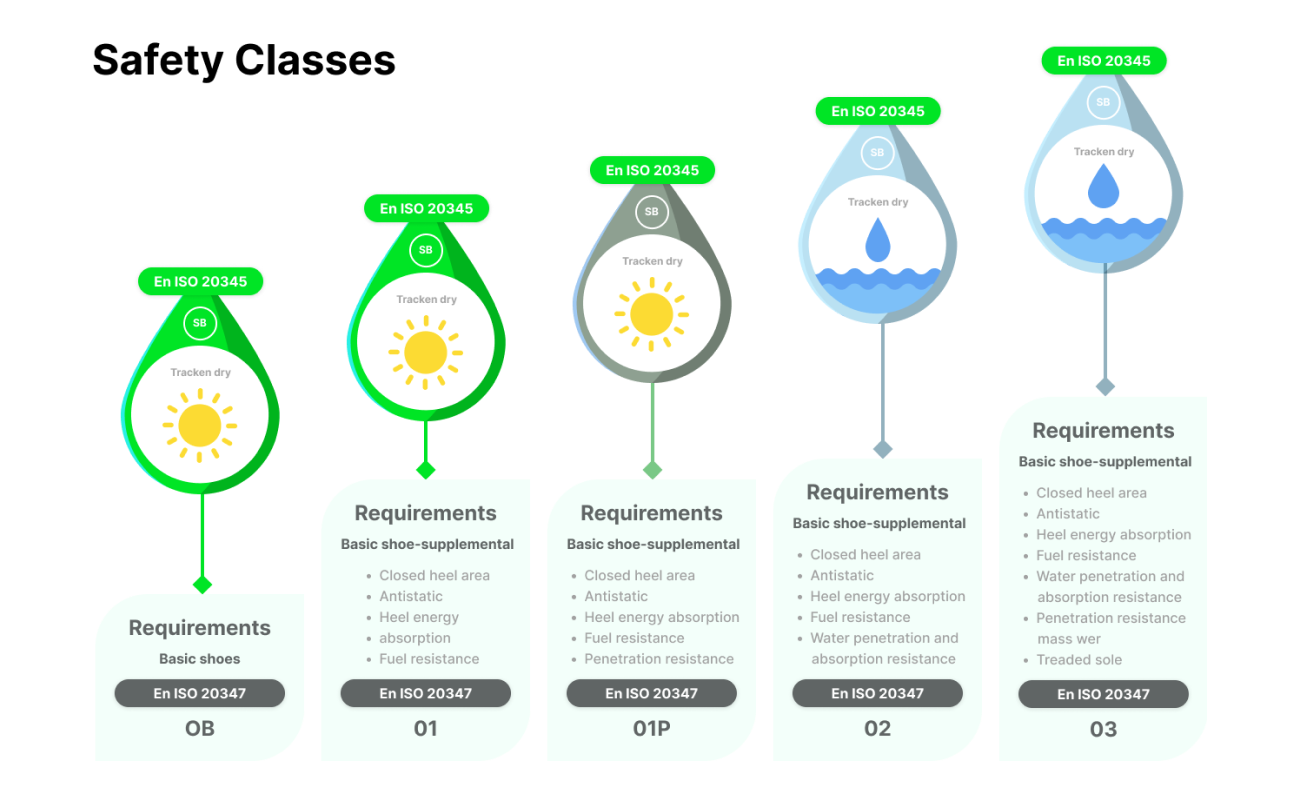 Safety Classes
En ISO 20345
SB
Tracken dry
Requirements
Basic shoes
En ISO 20347
OB
En ISO 20345
SB
Tracken dry
Requirements
Basic shoe-supplemental
• Closed heel area
• Antistatic
• Heel energy
• absorption
• Fuel resistance
En ISO 20347
01
En ISO 20345
SB
Tracken dry
Requirements
Basic shoe-supplemental
• Closed heel area
• Antistatic
• Heel energy absorption
• Fuel resistance
• Penetration resistance
En ISO 20347
01P
En ISO 20345
SB
Tracken dry
Requirements
Basic shoe-supplemental
• Closed heel area
• Antistatic
• Heel energy absorption
• Fuel resistance
• Water penetration and
absorption resistance
En ISO 20347
02
En ISO 20345
SB
Tracken dry
Requirements
Basic shoe-supplemental
• Closed heel area
• Antistatic
• Heel energy absorption
• Fuel resistance
• Water penetration and
absorption resistance
• Penetration resistance
mass wer
• Treaded sole
En ISO 20347
03